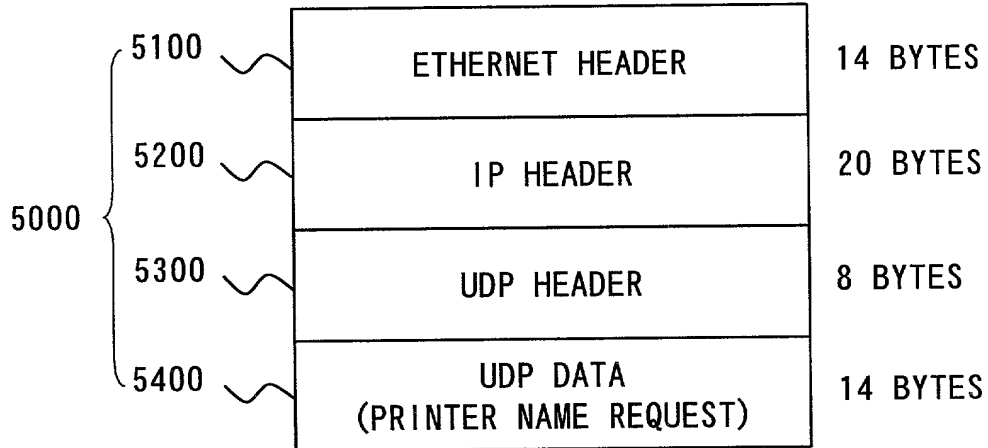 5100 ETHERNET HEADER 14 BYTES
5200 IP HEADER 20 BYTES
5000
5300 UDP HEADER 8 BYTES
5400 UDP DATA 14 BYTES
(PRINTER NAME REQUEST)